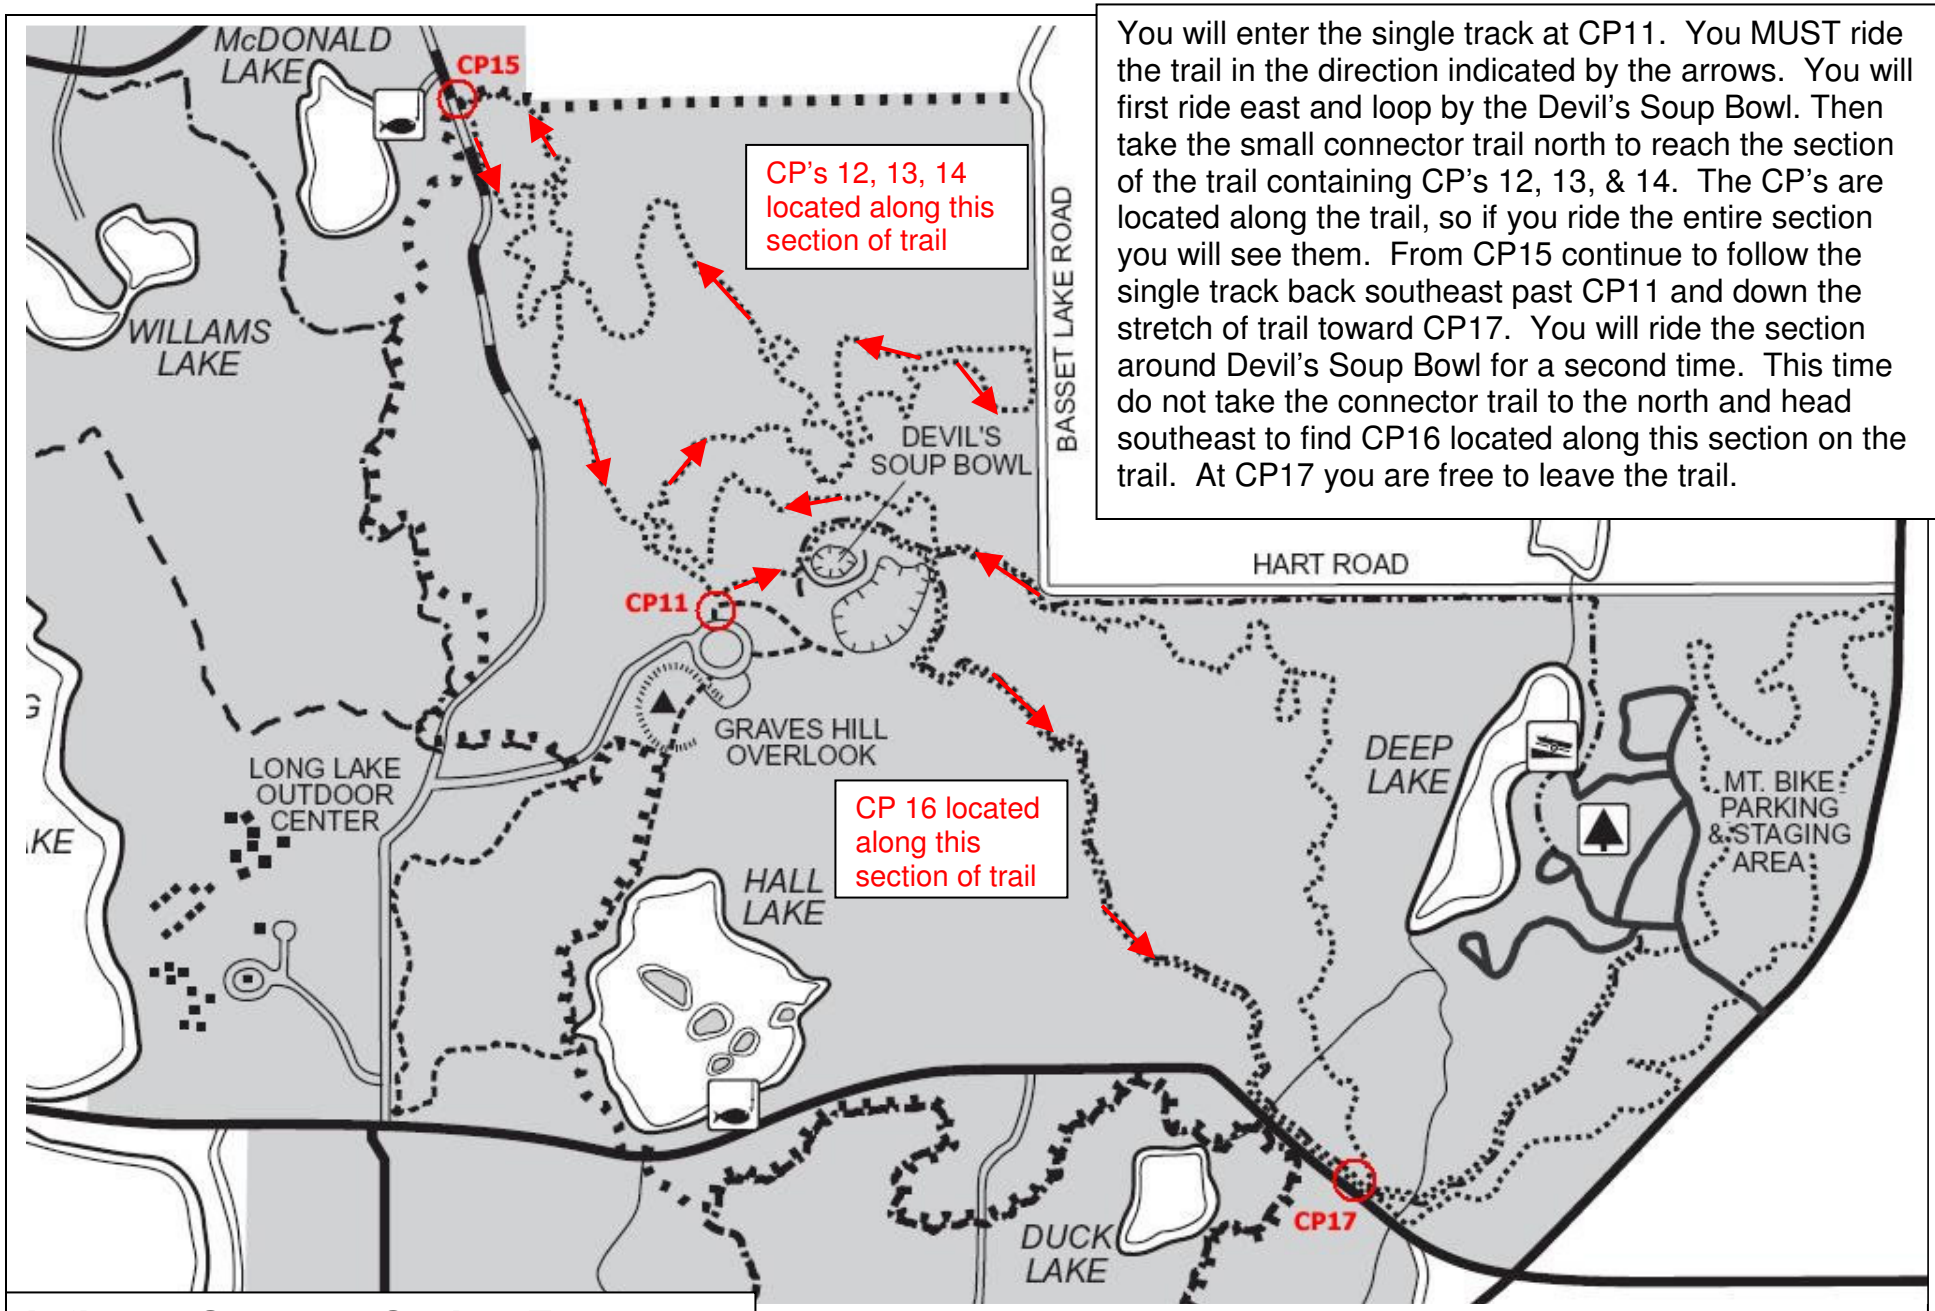 You will enter the single track at CP11. You MUST ride
the trail in the direction indicated by the arrows. You will
first ride east and loop by the Devil's Soup Bowl. Then
take the small connector trail north to reach the section
of the trail containing CP's 12, 13, & 14. The CP's are
located along the trail, so if you ride the entire section
you will see them. From CP15 continue to follow the
single track back southeast past CP11 and down the
stretch of trail toward CP17. You will ride the section
around Devil's Soup Bowl for a second time. This time
do not take the connector trail to the north and head
southeast to find CP16 located along this section on the
trail. At CP17 you are free to leave the trail.
McDONALD
LAKE
CP15
CP's 12, 13, 14
located along this
section of trail
BASSET LAKE ROAD
WILLAMS
LAKE
DEVIL'S
SOUP BOWL
HART ROAD
CP11
GRAVES HILL
OVERLOOK
LONG LAKE
OUTDOOR
CENTER
G
KE
DEEP
LAKE
MT. BIKE
PARKING
& STAGING
AREA
CP 16 located
along this
section of trail
HALL
LAKE
CP17
DUCK
LAKE